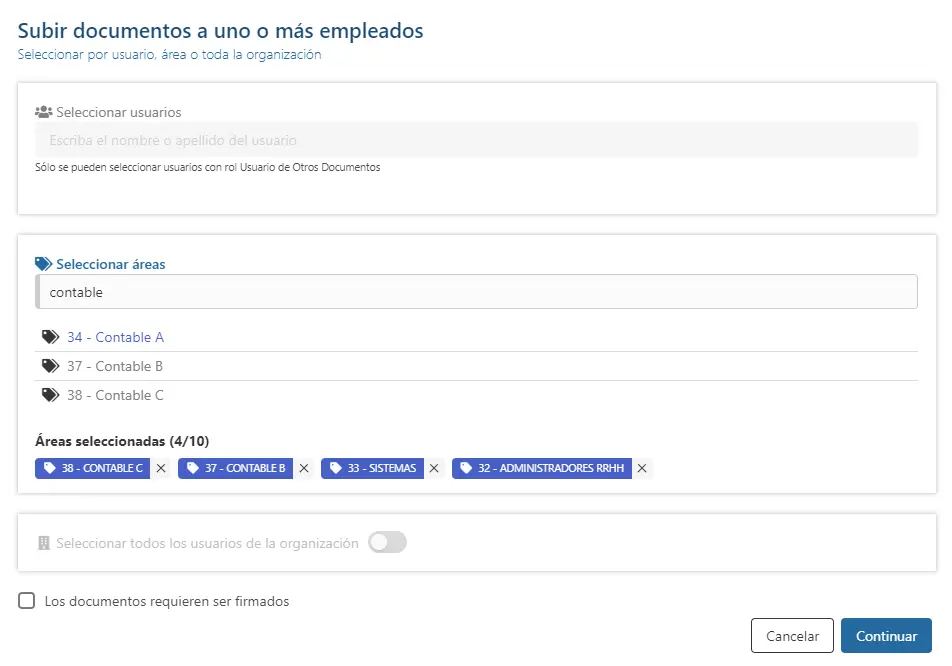 Subir documentos a uno o más empleados
Seleccionar por usuario, área o toda la organización
Seleccionar usuarios
Escriba el nombre o apellido del usuario
Sólo se pueden seleccionar usuarios con rol Usuario de Otros Documentos
Seleccionar áreas
contable
34 - Contable A
37 - Contable B
38 - Contable C
Áreas seleccionadas (4/10)
38 - CONTABLE C × 37 - CONTABLE B × 33 - SISTEMAS × 32 - ADMINISTRADORES RRHH ×
Seleccionar todos los usuarios de la organización
Los documentos requieren ser firmados
Cancelar Continuar